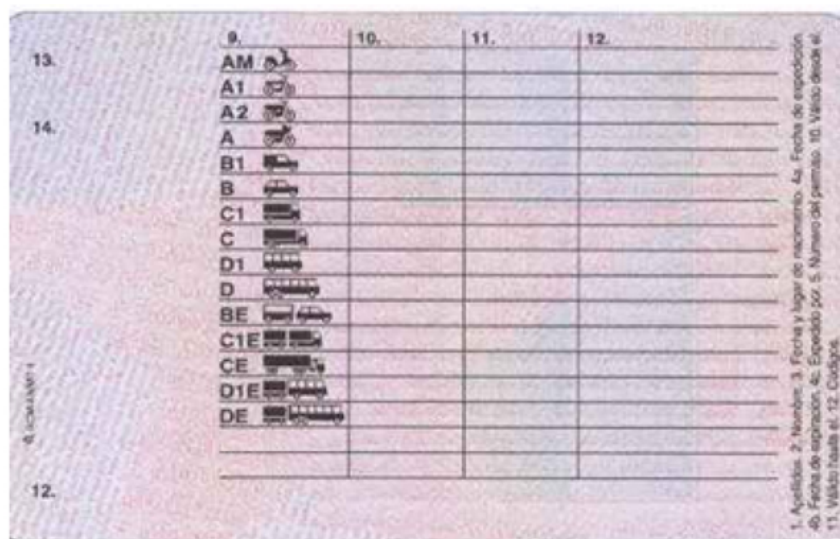 9. 10. 11. 12.
13.
14.
AM
A1
A2
A
B1
B
C1
C
D1
D
BE
C1E
CE
D1E
DE
12.
1. Apellidos. 2. Nombre. 3. Fecha y lugar de nacimiento. 4a. Fecha de expedición.
4b. Fecha de expiración. 4c. Expedido por. 5. Número del permiso. 10. Válido desde el.
11. Válido hasta el. 12. Códigos.